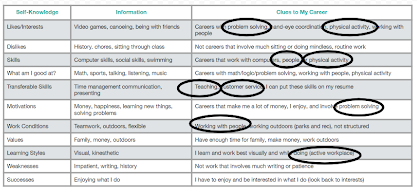 Self-Knowledge Information Clues to My Career
Likes/Interests Video games, canoeing, being with friends Careers with problem solving, hand-eye coordination, physical activity, working with
people
Dislikes History, chores, sitting through class Not careers that involve much sitting or doing mindless, routine work
Skills Computer skills, social skills, swimming Careers that work with computers, people, or physical activity
What am I good at? Math, sports, talking, listening, music Careers with math/logic/problem solving, working with people, physical activity
Transferable Skills Time management communication, Teaching, customer service, I can put these skills on my resume
presenting
Motivations Money, happiness, learning new things, Careers that make me a lot of money, I enjoy, and involve problem solving
solving problems
Work Conditions Teamwork, outdoors, flexible Working with people, working outdoors (parks and rec), not structured
Values Family, money, outdoors Have enough time for family, make money, work outdoors
Learning Styles Visual, kinesthetic I learn and work best visually and while doing (active workplace)
Weaknesses Impatient, writing, history Not work that involves much writing or patience
Successes Enjoying what I do I have to enjoy and be interested in what I do (look back to interests)